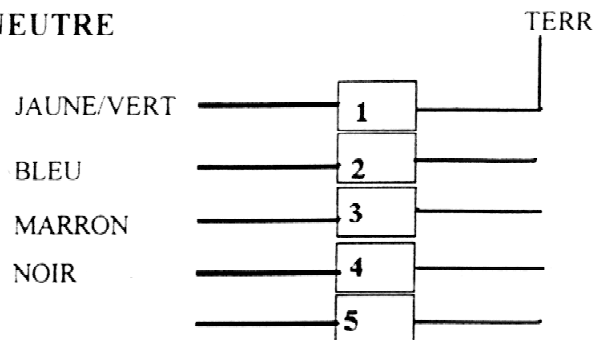 NEUTRE
TERR
JAUNE/VERT
1
BLEU
2
MARRON
3
NOIR
4
5